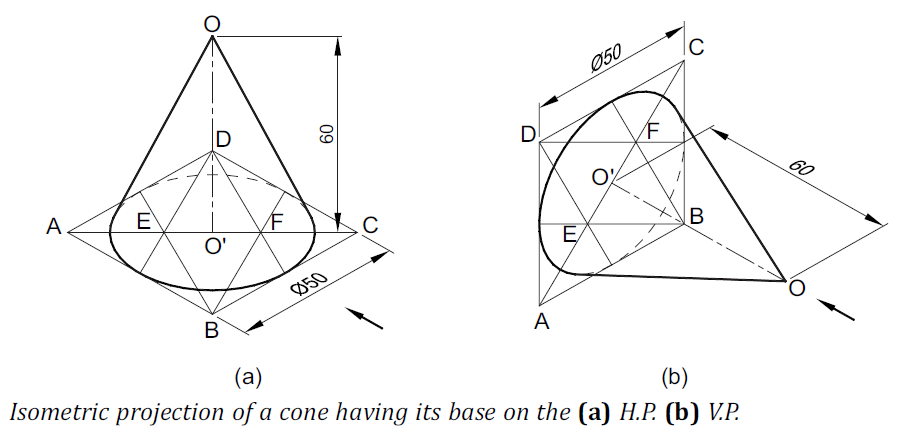 O
60
D
A
E
F
C
O'
B
Ø50
(a)
Ø50
C
D
F
60
O'
B
E
O
A
(b)
Isometric projection of a cone having its base on the (a) H.P. (b) V.P.